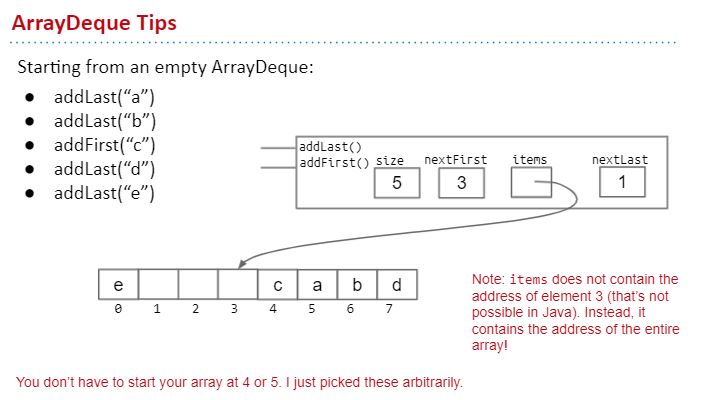 ArrayDeque Tips
Starting from an empty ArrayDeque:
● addLast(“a”)
● addLast(“b”)
● addFirst(“c”)
● addLast(“d”)
● addLast(“e”)
addLast()
addFirst() size nextFirst items nextLast
5 3 1
e c a b d
0 1 2 3 4 5 6 7
Note: items does not contain the
address of element 3 (that’s not
possible in Java). Instead, it
contains the address of the entire
array!
You don’t have to start your array at 4 or 5. I just picked these arbitrarily.